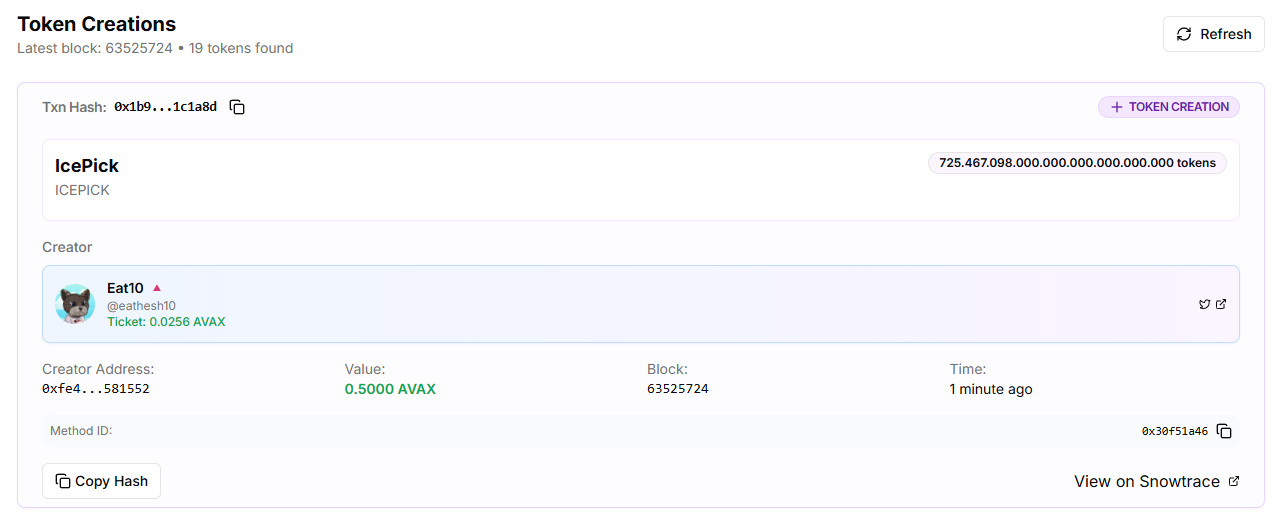 Token Creations
Latest block: 63525724 • 19 tokens found
Refresh
Txn Hash: 0x1b9...1c1a8d
+ TOKEN CREATION
IcePick
725.467.098.000.000.000.000.000.000 tokens
ICEPICK
Creator
Eat10
@eathesh10
Ticket: 0.0256 AVAX
Creator Address: Value: Block: Time:
0xfe4...581552 0.5000 AVAX 63525724 1 minute ago
Method ID: 0x30f51a46
Copy Hash View on Snowtrace